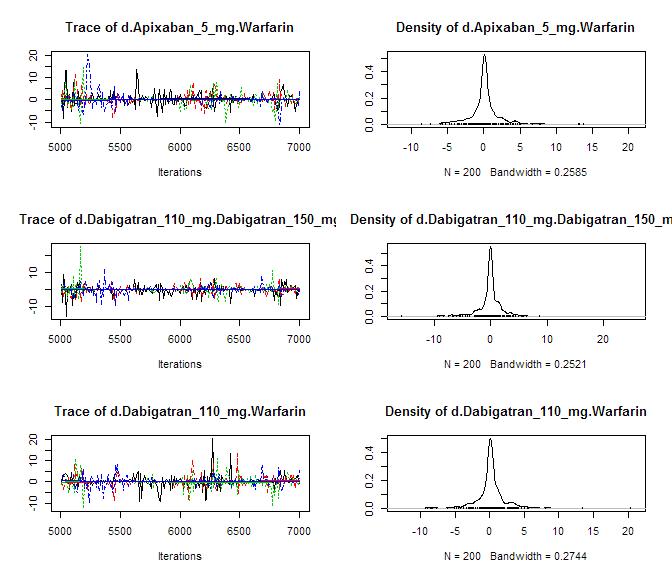 Trace of d.Apixaban_5_mg.Warfarin
20
10
0
-10
5000 5500 6000 6500 7000
Iterations
Density of d.Apixaban_5_mg.Warfarin
0.4
0.2
0.0
-10 -5 0 5 10 15 20
N = 200 Bandwidth = 0.2585
Trace of d.Dabigatran_110_mg.Dabigatran_150_mg
10
0
-10
5000 5500 6000 6500 7000
Iterations
Density of d.Dabigatran_110_mg.Dabigatran_150_m
0.4
0.2
0.0
-10 0 10 20
N = 200 Bandwidth = 0.2521
Trace of d.Dabigatran_110_mg.Warfarin
20
10
0
-10
5000 5500 6000 6500 7000
Iterations
Density of d.Dabigatran_110_mg.Warfarin
0.4
0.2
0.0
-10 -5 0 5 10 15 20
N = 200 Bandwidth = 0.2744